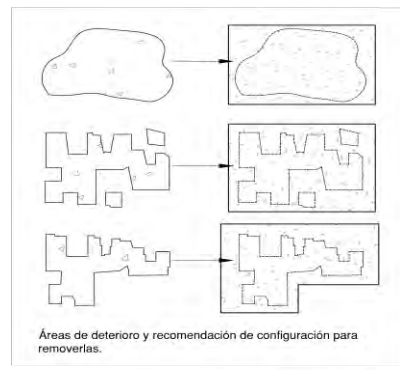 Áreas de deterioro y recomendación de configuración para
removerlas.